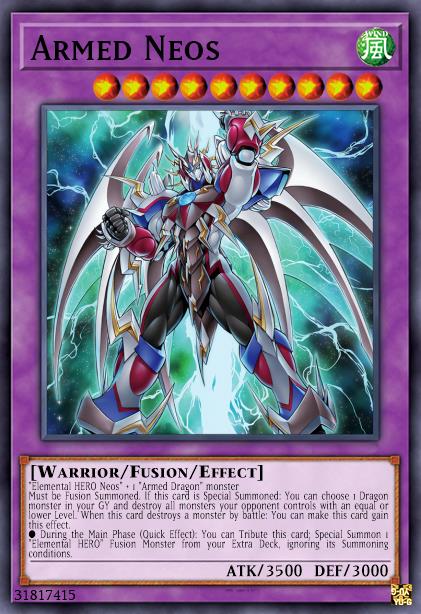 Armed Neos
WIND
風
[Warrior/Fusion/Effect]
"Elemental HERO Neos" + 1 "Armed Dragon" monster
Must be Fusion Summoned. If this card is Special Summoned: You can choose 1 Dragon
monster in your GY and destroy all monsters your opponent controls with an equal or
lower Level. When this card destroys a monster by battle: You can make this card gain
this effect.
● During the Main Phase (Quick Effect): You can Tribute this card; Special Summon 1
"Elemental HERO" Fusion Monster from your Extra Deck, ignoring its Summoning
conditions.
ATK/3500 DEF/3000
31817415